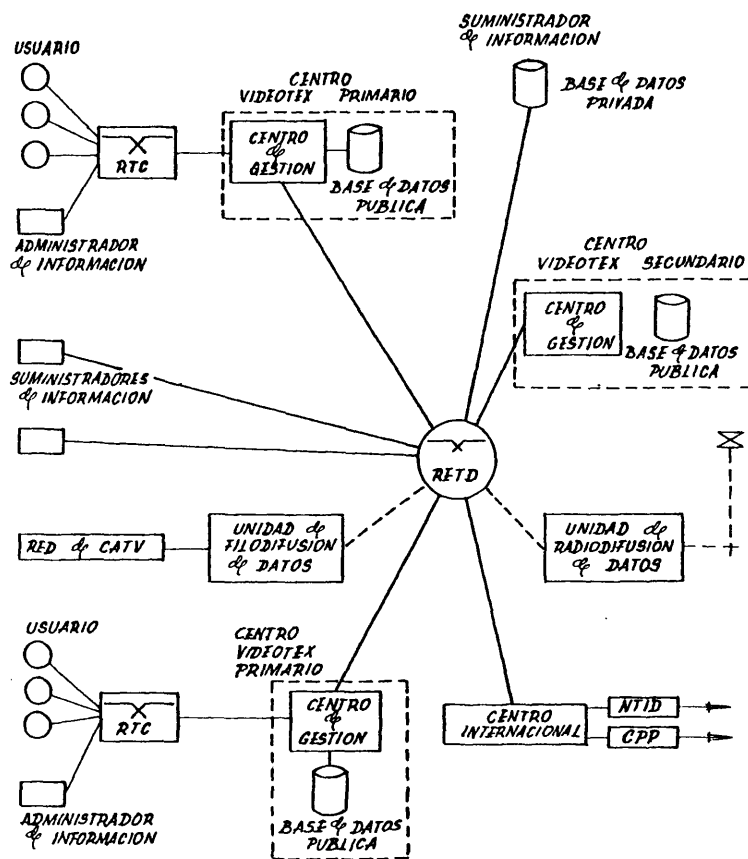 USUARIO
RTC
ADMINISTRADOR
de INFORMACION
CENTRO
VIDEOTEX PRIMARIO
CENTRO
de
GESTION
BASE de DATOS
PUBLICA
SUMINISTRADOR
de INFORMACION
BASE de DATOS
PRIVADA
CENTRO
VIDEOTEX SECUNDARIO
CENTRO
de
GESTION
BASE de DATOS
PUBLICA
SUMINISTRADORES
de INFORMACION
RETD
RED de CATV
UNIDAD de
FILODIFUSIÓN
de DATOS
UNIDAD de
RADIODIFUSIÓN
de DATOS
USUARIO
RTC
ADMINISTRADOR
de INFORMACION
CENTRO
VIDEOTEX
PRIMARIO
CENTRO
de
GESTION
BASE de DATOS
PUBLICA
CENTRO
INTERNACIONAL
NTID
CPP